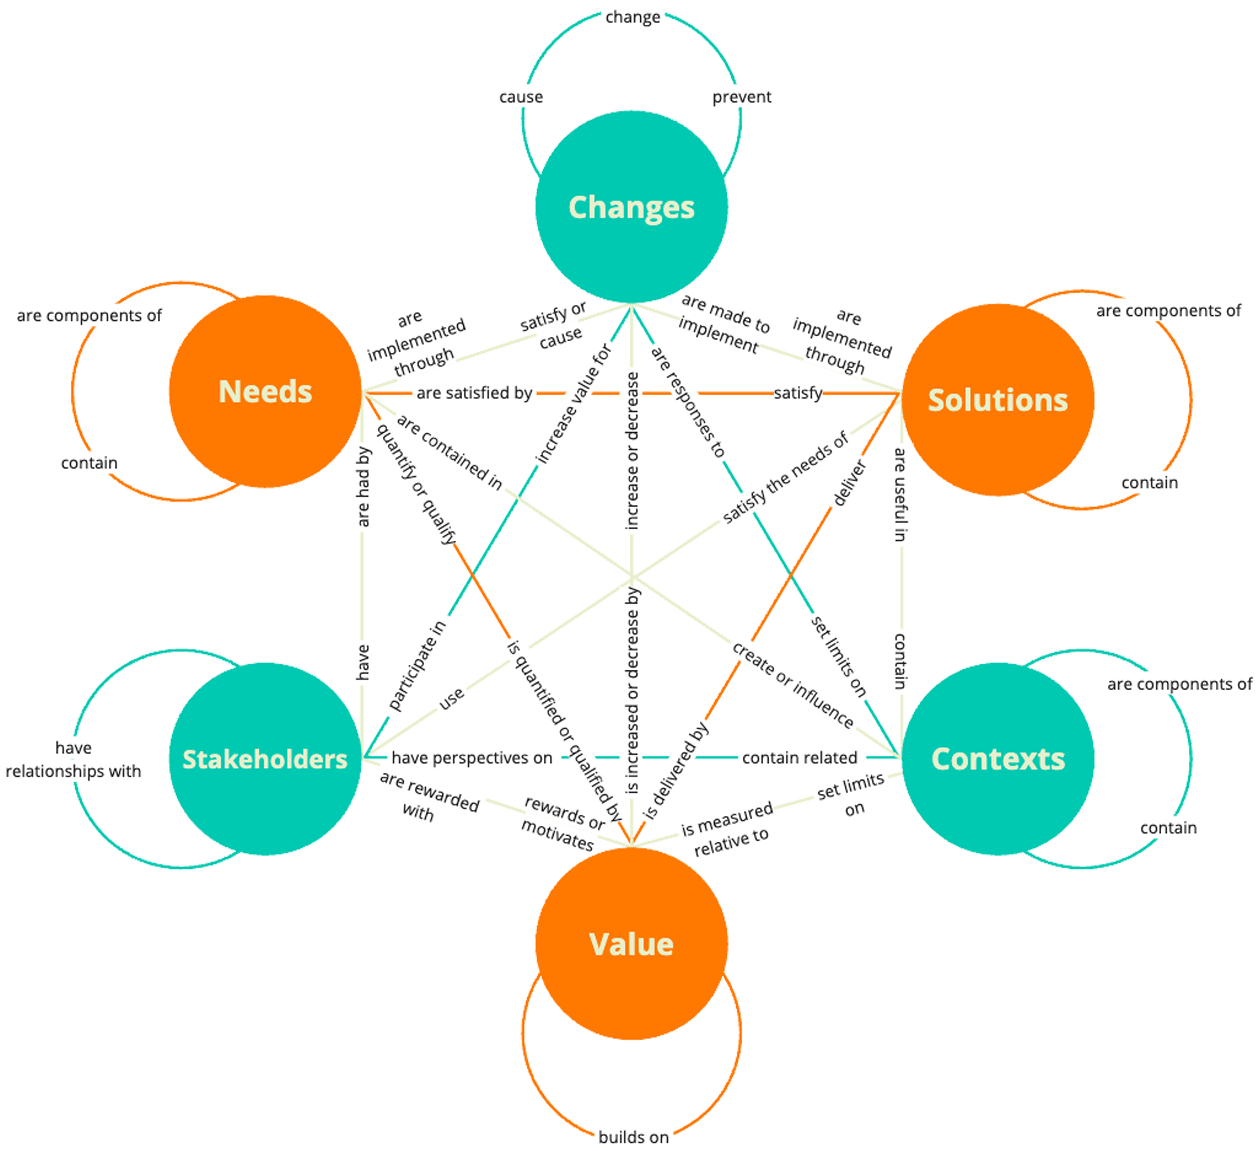 change
cause
prevent
Changes
are components of
Needs
contain
are
implemented
through
satisfy or
cause
are made to
implement
are
implemented
through
are components of
Solutions
contain
are satisfied by
satisfy
increase value for
increase or decrease
are responses to
are contained in
quantify or qualify
are had by
satisfy the needs of
deliver
are useful in
have
participate in
use
is quantified or qualified by
is increased or decrease by
is delivered by
create or influence
set limits on
contain
have
relationships with
Stakeholders
have perspectives on
contain related
are components of
Contexts
contain
are rewarded
with
rewards or
motivates
is measured
relative to
set limits
on
Value
builds on